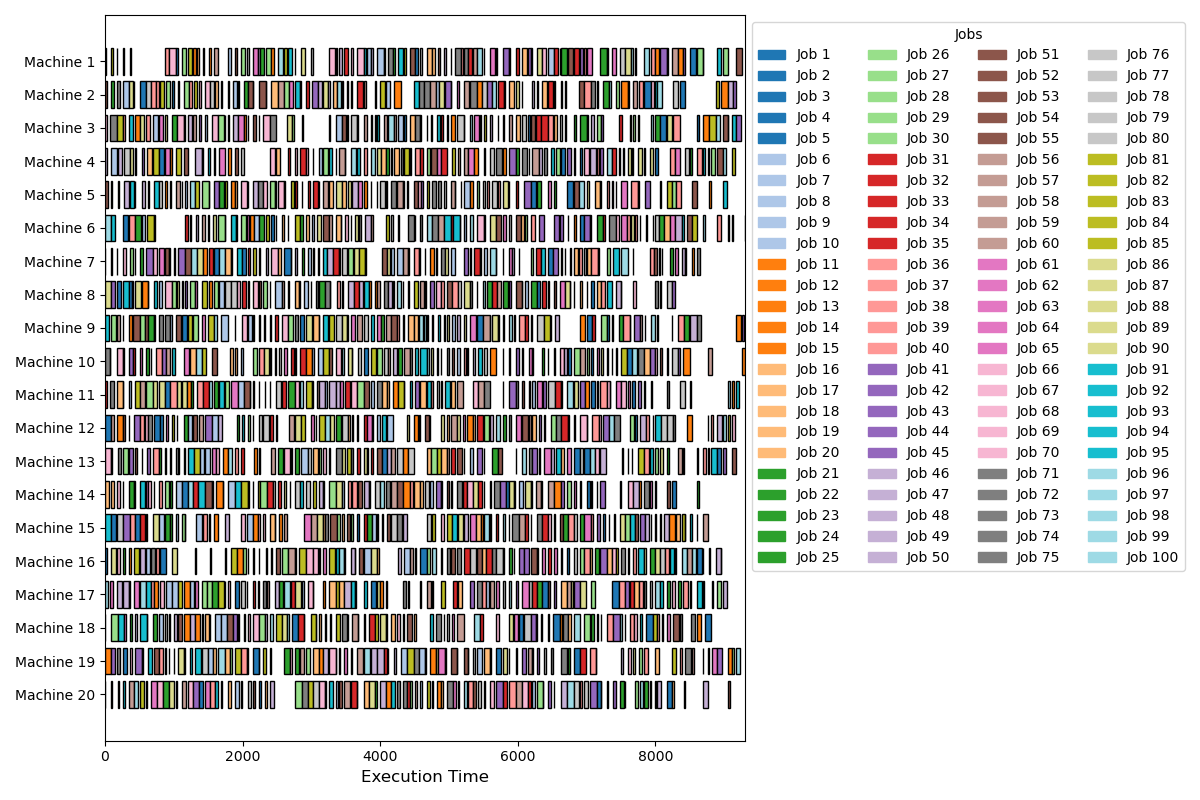 Jobs
Machine 1
Machine 2
Machine 3
Machine 4
Machine 5
Machine 6
Machine 7
Machine 8
Machine 9
Machine 10
Machine 11
Machine 12
Machine 13
Machine 14
Machine 15
Machine 16
Machine 17
Machine 18
Machine 19
Machine 20
0 2000 4000 6000 8000
Execution Time
Job 1 Job 26 Job 51 Job 76
Job 2 Job 27 Job 52 Job 77
Job 3 Job 28 Job 53 Job 78
Job 4 Job 29 Job 54 Job 79
Job 5 Job 30 Job 55 Job 80
Job 6 Job 31 Job 56 Job 81
Job 7 Job 32 Job 57 Job 82
Job 8 Job 33 Job 58 Job 83
Job 9 Job 34 Job 59 Job 84
Job 10 Job 35 Job 60 Job 85
Job 11 Job 36 Job 61 Job 86
Job 12 Job 37 Job 62 Job 87
Job 13 Job 38 Job 63 Job 88
Job 14 Job 39 Job 64 Job 89
Job 15 Job 40 Job 65 Job 90
Job 16 Job 41 Job 66 Job 91
Job 17 Job 42 Job 67 Job 92
Job 18 Job 43 Job 68 Job 93
Job 19 Job 44 Job 69 Job 94
Job 20 Job 45 Job 70 Job 95
Job 21 Job 46 Job 71 Job 96
Job 22 Job 47 Job 72 Job 97
Job 23 Job 48 Job 73 Job 98
Job 24 Job 49 Job 74 Job 99
Job 25 Job 50 Job 75 Job 100